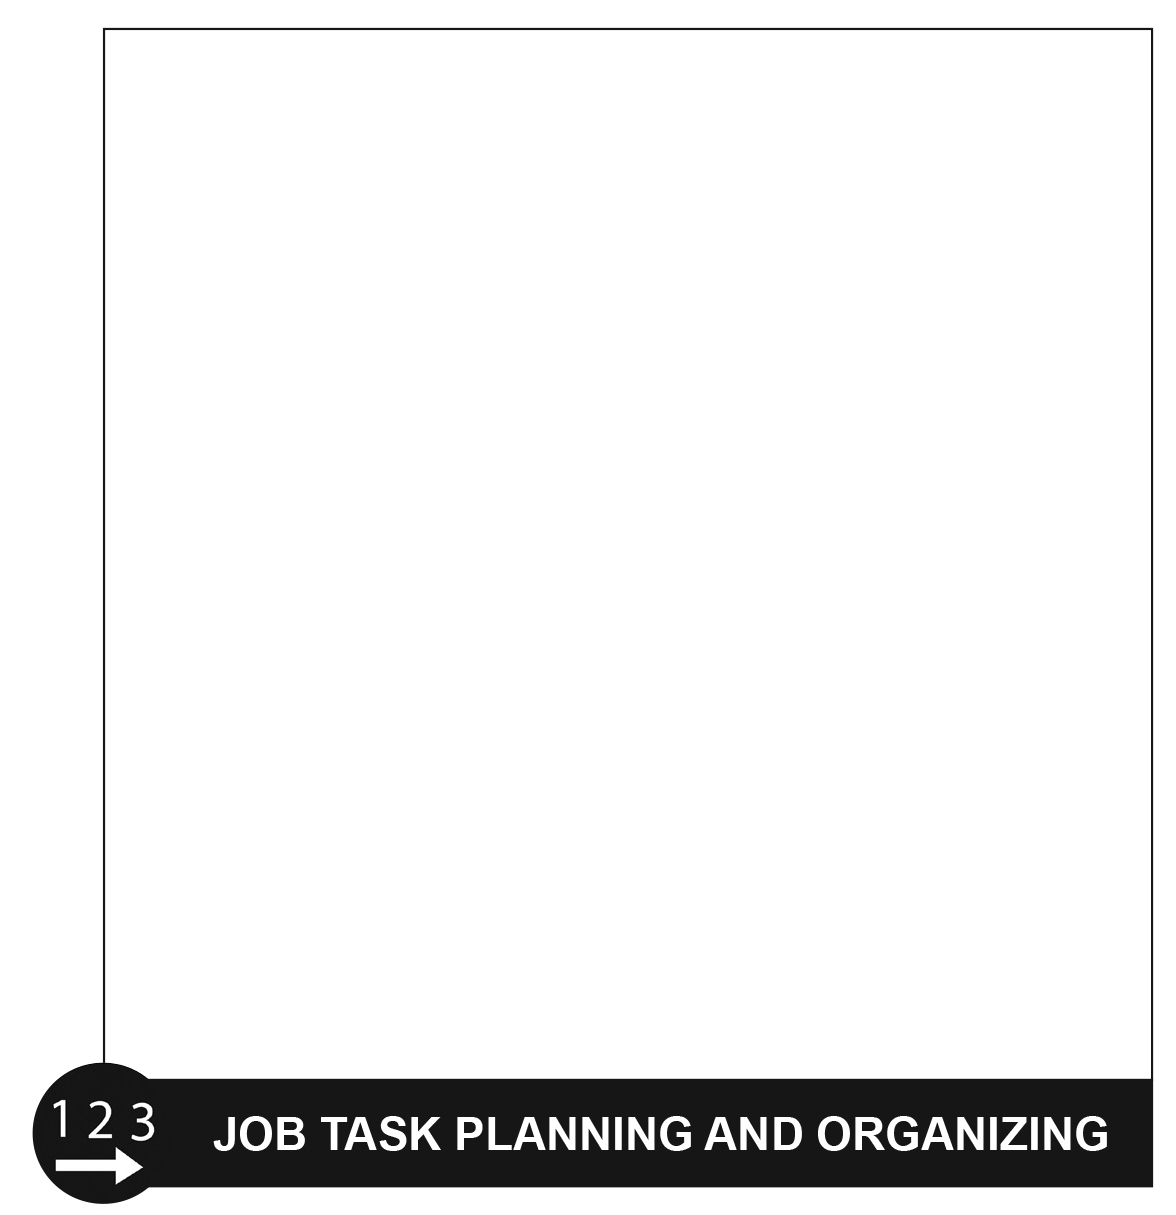 1 2 3
JOB TASK PLANNING AND ORGANIZING